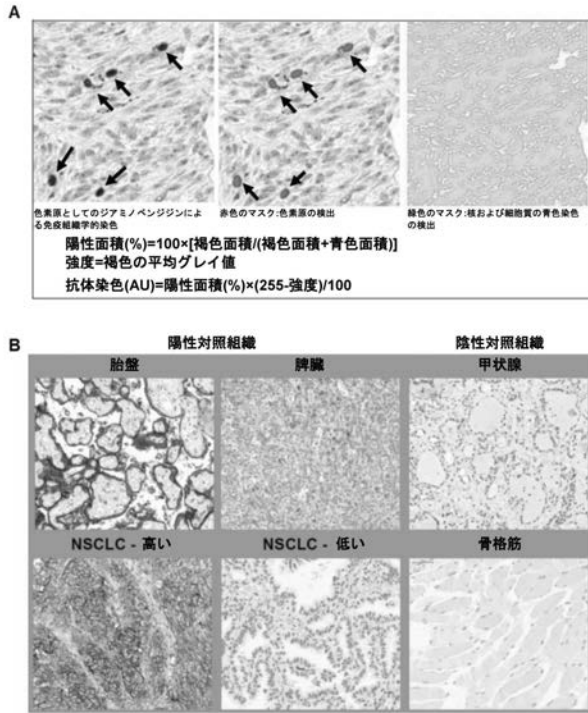 A
色素原としてのジアミノベンジジンによ
る免疫組織学的染色
赤色のマスク:色素原の検出
緑色のマスク:核および細胞質の青色染色
の検出
陽性面積(%)=100×[褐色面積/(褐色面積+青色面積)]
強度=褐色の平均グレイ値
抗体染色(AU)=陽性面積(%)×(255-強度)/100
B
陽性対照組織
陰性対照組織
胎盤
脾臓
甲状腺
NSCLC - 高い
NSCLC - 低い
骨格筋